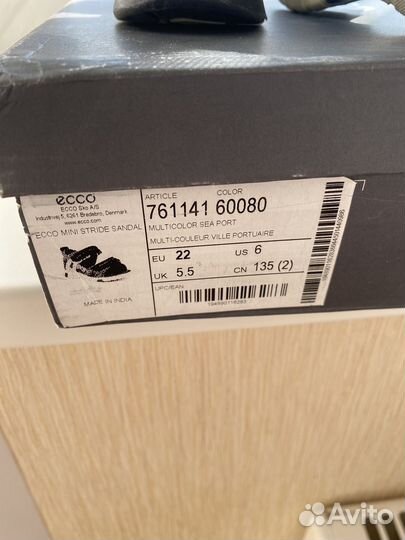 ecco
ECCO Sko A/S
Industrivej 5, 6261 Bredebro, Denmark
www.ecco.com
ECCO MINI STRIDE SANDAL
MADE IN INDIA
ARTICLE COLOR
761141 60080
MULTICOLOR SEA PORT
MULTI-COULEUR VILLE PORTUAIRE
EU 22 US 6
UK 5.5 CN 135 (2)
UPC/EAN
Avito